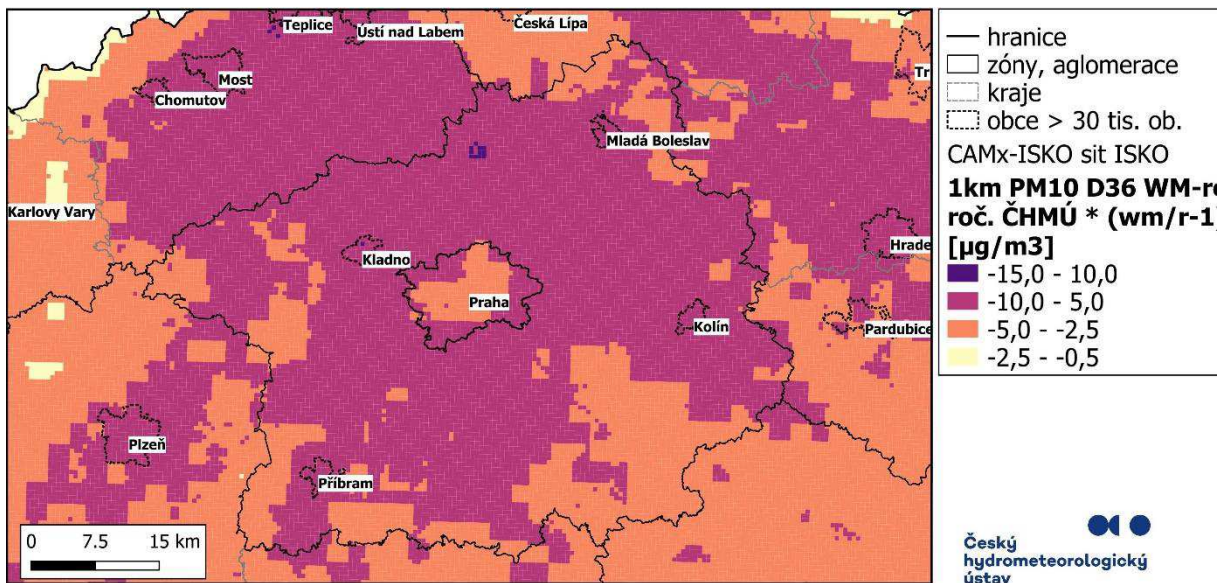 Teplice
Ústí nad Labem
Česká Lípa
Most
Chomutov
Tr
Mladá Boleslav
Karlovy Vary
Hrade
Kladno
Praha
Kolín
Pardubice
Plzeň
Příbram
0 7.5 15 km
hranice
zóny, aglomerace
kraje
obce > 30 tis. ob.
CAMx-ISKO sit ISKO
1km PM10 D36 WM-ro
roč. ČHMÚ * (wm/r-1)
[µg/m3]
-15,0 - 10,0
-10,0 - 5,0
-5,0 - -2,5
-2,5 - -0,5
Český
hydrometeorologický
ústav